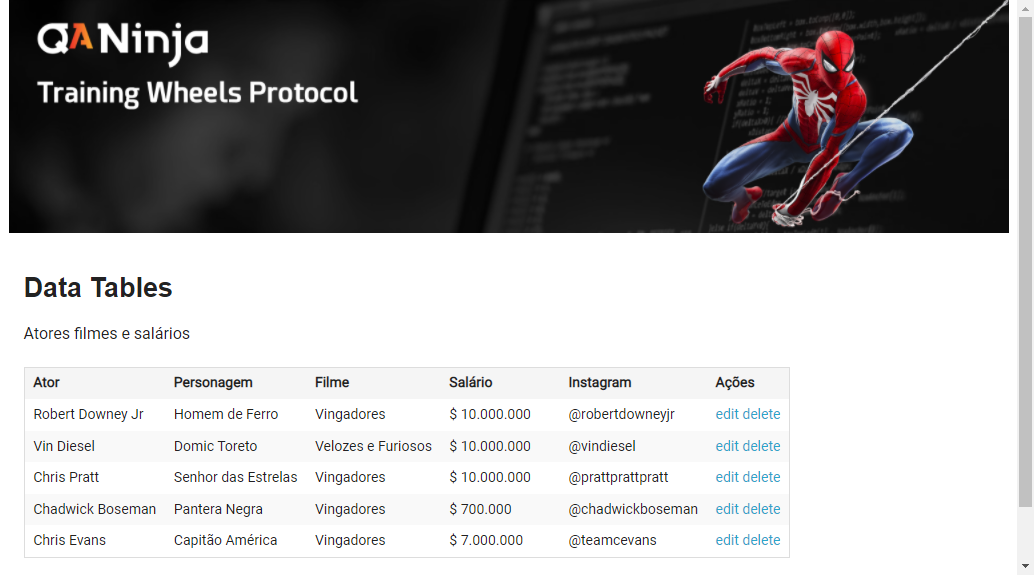 QANinja
Training Wheels Protocol
Data Tables
Atores filmes e salários
Ator Personagem Filme Salário Instagram Ações
Robert Downey Jr Homem de Ferro Vingadores $ 10.000.000 @robertdowneyjr edit delete
Vin Diesel Domic Toreto Velozes e Furiosos $ 10.000.000 @vindiesel edit delete
Chris Pratt Senhor das Estrelas Vingadores $ 10.000.000 @prattprattpratt edit delete
Chadwick Boseman Pantera Negra Vingadores $ 700.000 @chadwickboseman edit delete
Chris Evans Capitão América Vingadores $ 7.000.000 @teamcevans edit delete